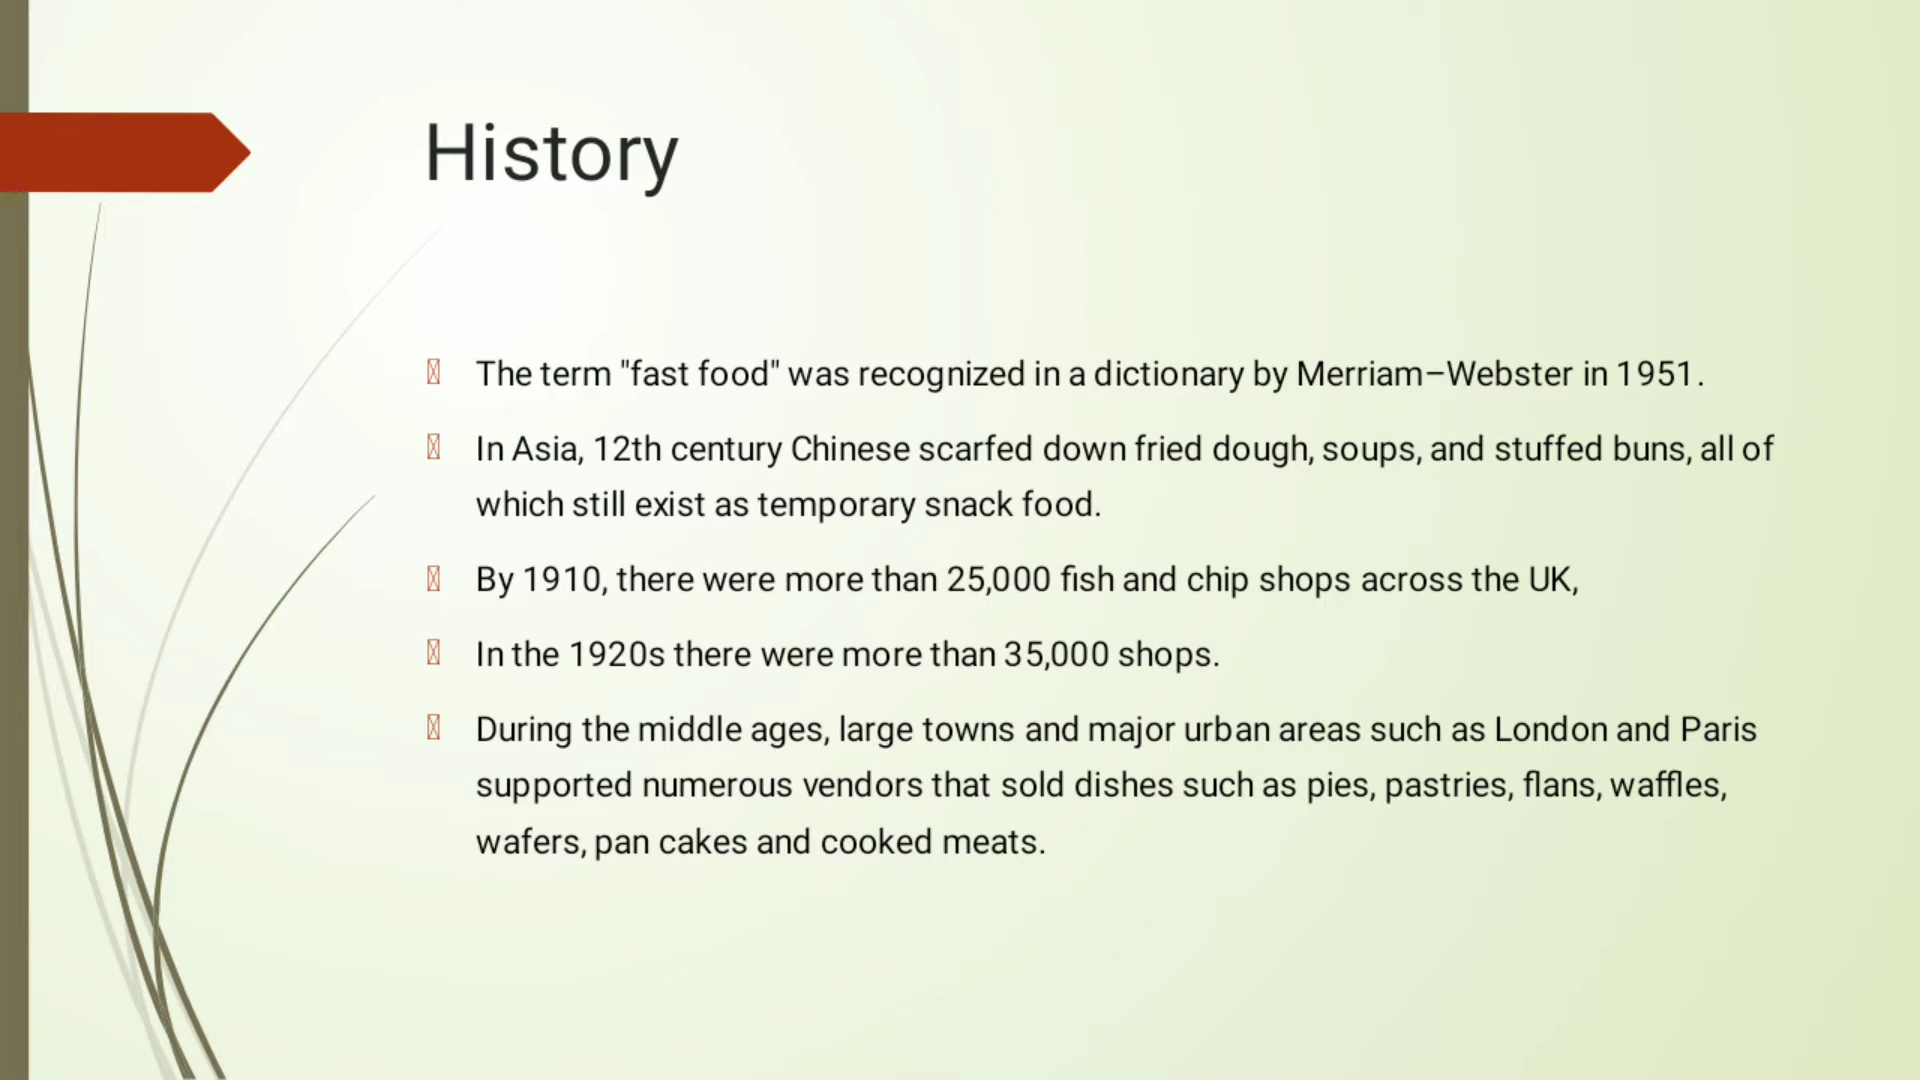 History
The term "fast food" was recognized in a dictionary by Merriam–Webster in 1951.
In Asia, 12th century Chinese scarfed down fried dough, soups, and stuffed buns, all of
which still exist as temporary snack food.
By 1910, there were more than 25,000 fish and chip shops across the UK,
In the 1920s there were more than 35,000 shops.
During the middle ages, large towns and major urban areas such as London and Paris
supported numerous vendors that sold dishes such as pies, pastries, flans, waffles,
wafers, pan cakes and cooked meats.